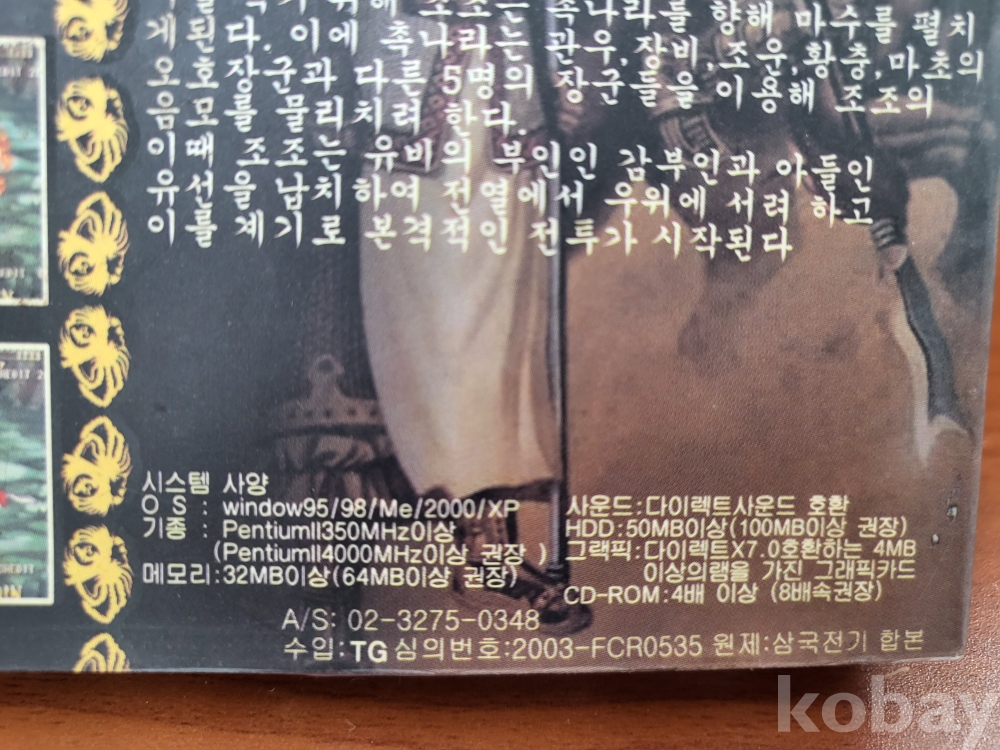 향해 마수를 펼치
게된다. 이에 촉나라는 관우,장비,조운,황충,마초의
오호장군과 다른 5명의 장군들을 이용해 조조의
음모를 물리치려 한다.
이때 조조는 유비의 부인인 감부인과 아들인
유선을 납치하여 전열에서 우위에 서려 하고
이를 계기로 본격적인 전투가 시작된다
시스템 사양
O S : window95/98/Me/2000/XP
기종 : PentiumII350MHz이상
(PentiumII4000MHz이상 권장 )
메모리:32MB이상(64MB이상 권장)
사운드:다이렉트사운드 호환
HDD:50MB이상(100MB이상 권장)
그랙픽:다이렉트X7.0호환하는 4MB
이상의램을 가진 그래픽카드
CD-ROM:4배 이상 (8배속권장)
A/S: 02-3275-0348
수입:TG 심의번호:2003-FCR0535 원제:삼국전기 합본
kobay